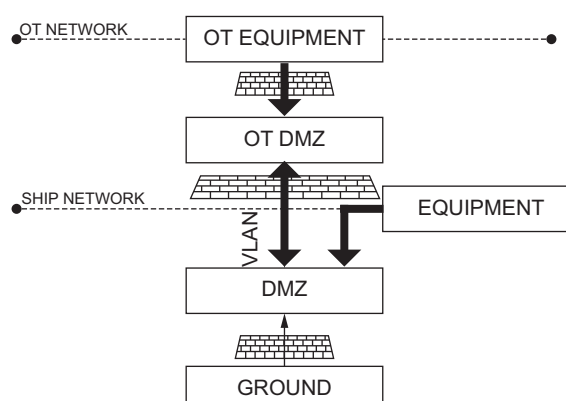 OT NETWORK
OT EQUIPMENT
OT DMZ
SHIP NETWORK
EQUIPMENT
VLAN
DMZ
GROUND